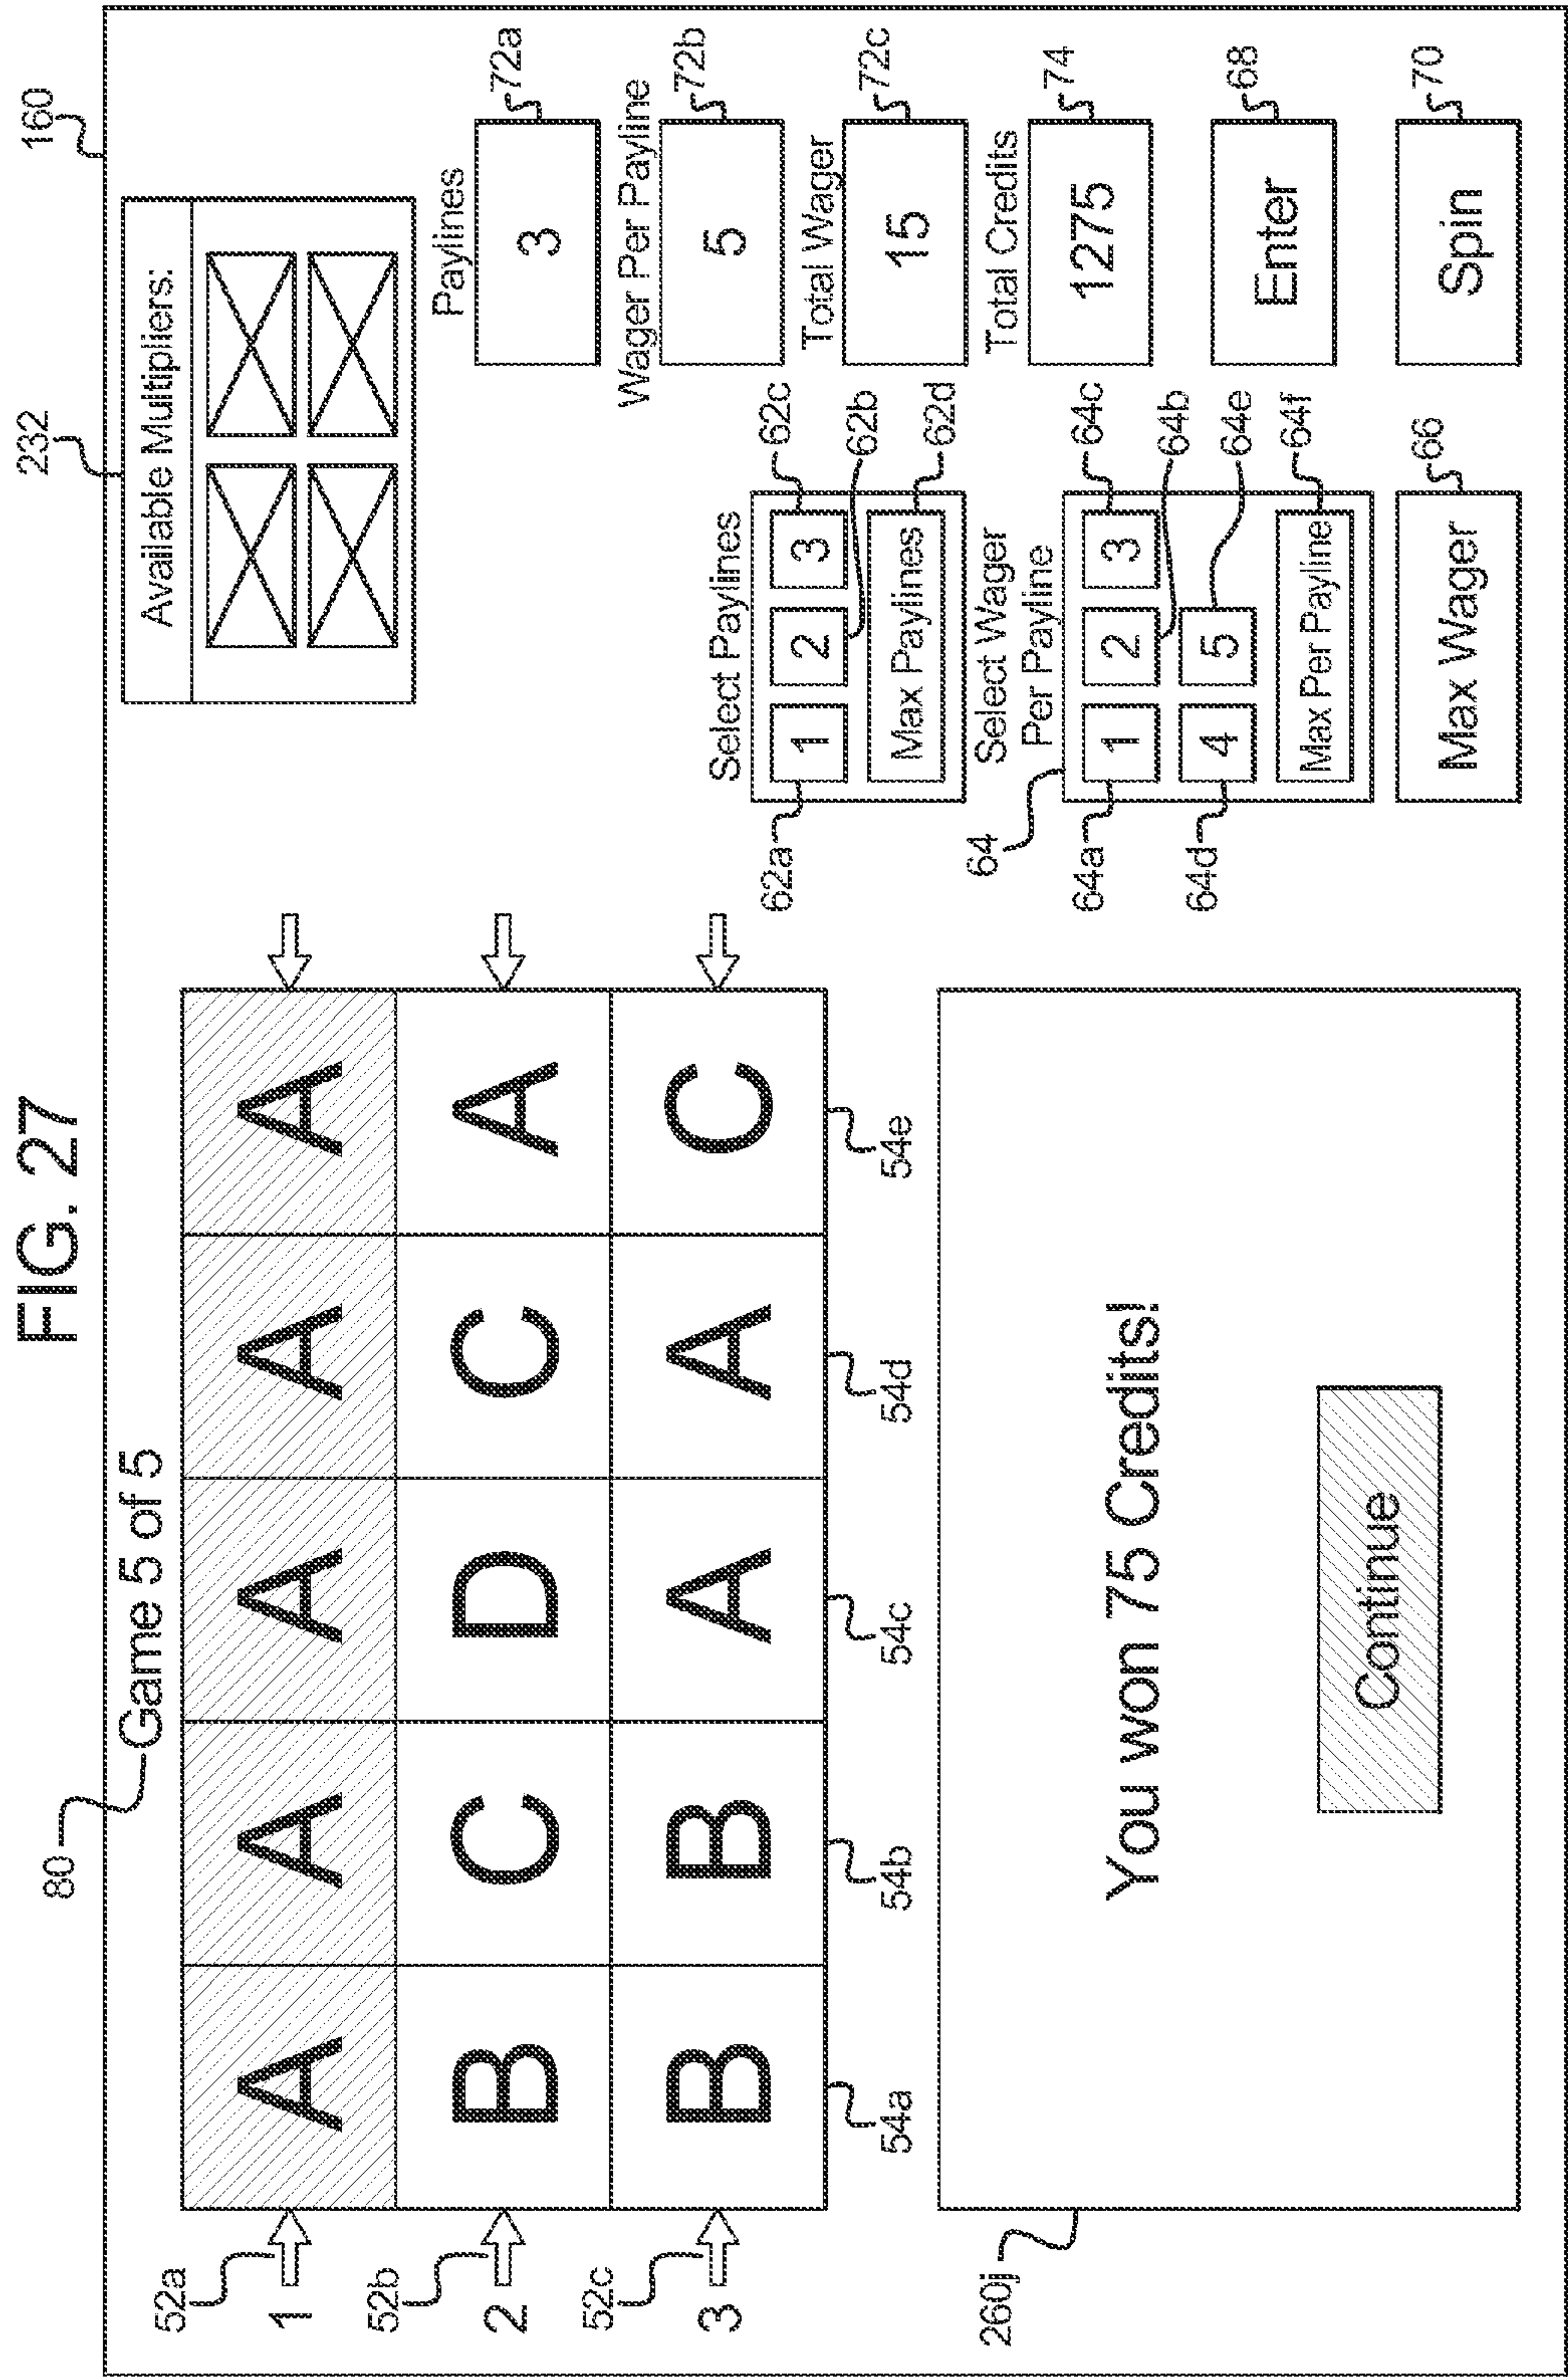 FIG. 27
80
232
160
Game 5 of 5
Available Multipliers:
52a
1
A A A A A
52b
2
B C D C A
52c
3
B B A A C
54a 54b 54c 54d 54e
Paylines
3
72a
Wager Per Payline
5
72b
Total Wager
15
72c
Total Credits
1275
74
Enter
68
Spin
70
Select Paylines
1 2 3
Max Paylines
62a
62c
62b
62d
Select Wager
Per Payline
64
1 2 3
4 5
Max Per Payline
64a
64d
64c
64b
64e
64f
Max Wager
66
260j
You won 75 Credits!
Continue